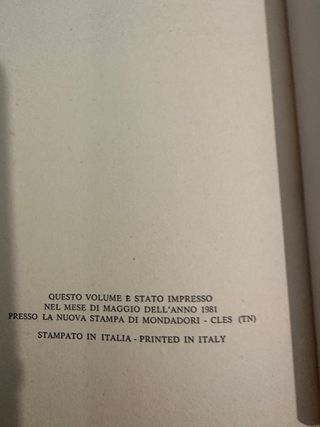 QUESTO VOLUME È STATO IMPRESSO
NEL MESE DI MAGGIO DELL'ANNO 1981
PRESSO LA NUOVA STAMPA DI MONDADORI - CLES (TN)
STAMPATO IN ITALIA - PRINTED IN ITALY